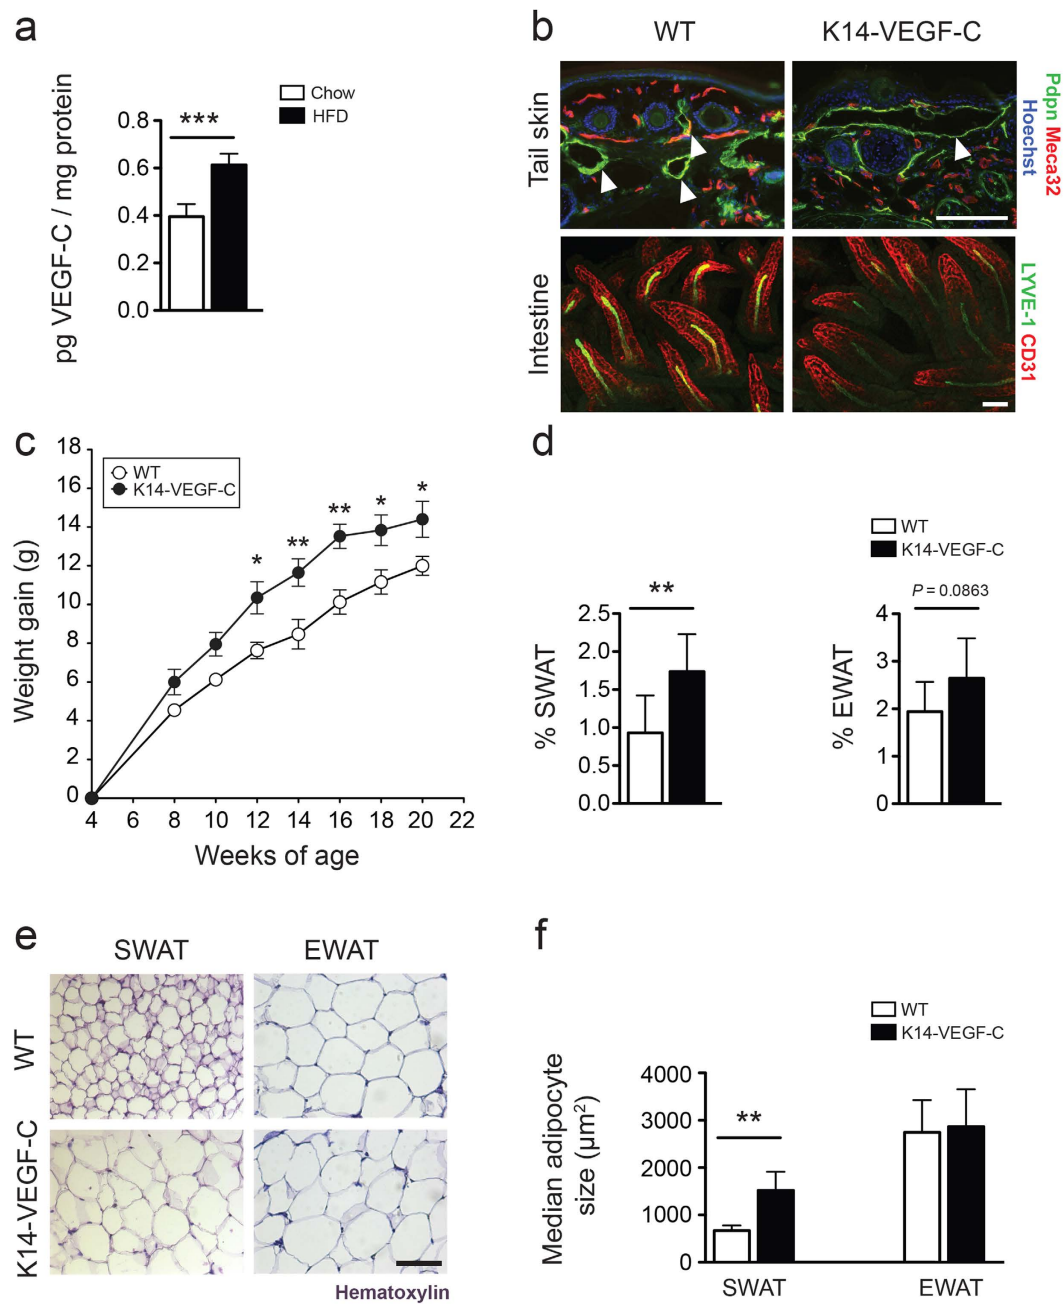 a
Chow
HFD
***
pg VEGF-C / mg protein
0.8
0.6
0.4
0.2
0.0
b
WT
K14-VEGF-C
Tail skin
Pdpn Meca32
Hoechst
Intestine
LYVE-1 CD31
c
WT
K14-VEGF-C
Weight gain (g)
18
16
14
12
10
8
6
4
2
0
* ** ** * *
4 6 8 10 12 14 16 18 20 22
Weeks of age
d
WT
K14-VEGF-C
**
% SWAT
2.5
2.0
1.5
1.0
0.5
0.0
P = 0.0863
% EWAT
4
3
2
1
0
e
SWAT
EWAT
WT
K14-VEGF-C
Hematoxylin
f
WT
K14-VEGF-C
Median adipocyte
size (µm²)
4000
3000
2000
1000
0
**
SWAT
EWAT